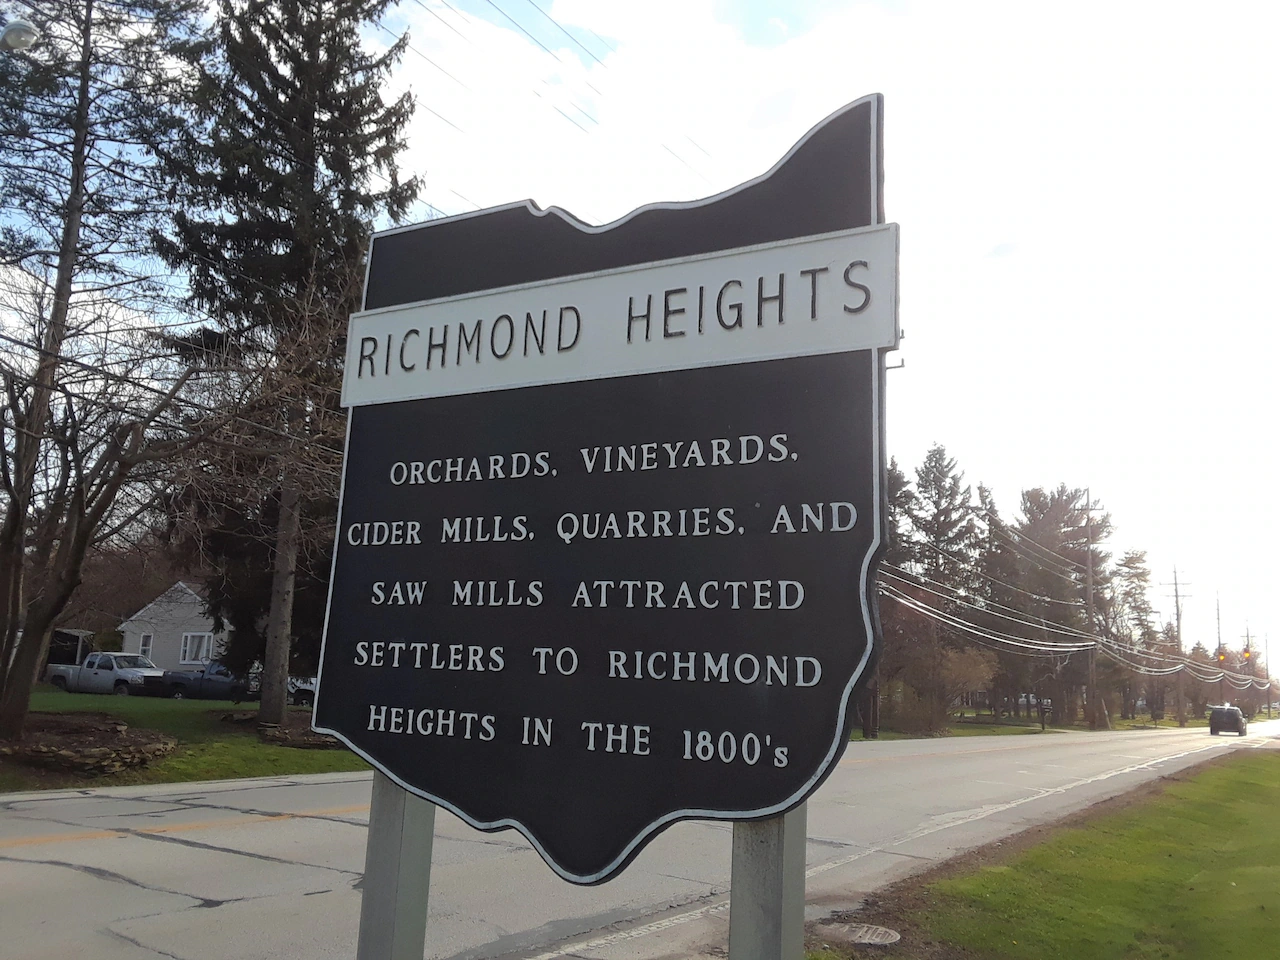 RICHMOND HEIGHTS
ORCHARDS, VINEYARDS,
CIDER MILLS, QUARRIES, AND
SAW MILLS ATTRACTED
SETTLERS TO RICHMOND
HEIGHTS IN THE 1800's